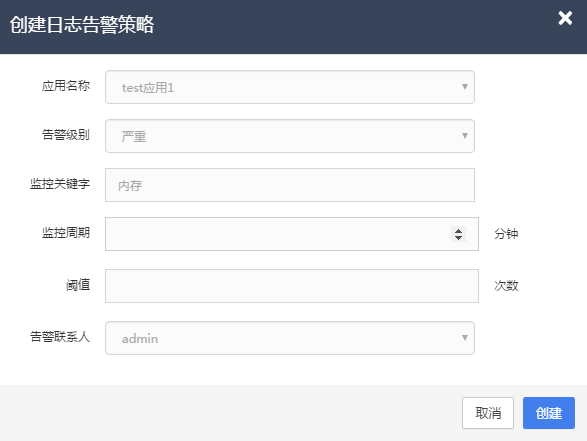 创建日志告警策略
应用名称 test应用1
告警级别 严重
监控关键字 内存
监控周期 分钟
阈值 次数
告警联系人 admin
取消 创建